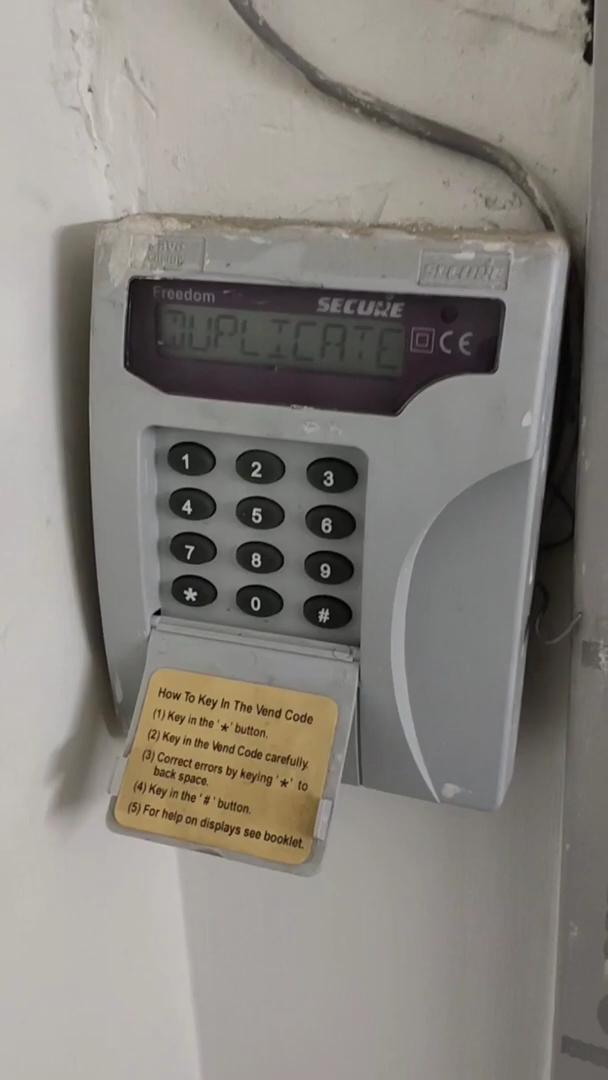 SECURE
Freedom SECURE
DUPLICATE CE
1 2 3
4 5 6
7 8 9
* 0 #
How To Key In The Vend Code
(1) Key in the '*' button.
(2) Key in the Vend Code carefully.
(3) Correct errors by keying '*' to
back space.
(4) Key in the '#' button.
(5) For help on displays see booklet.